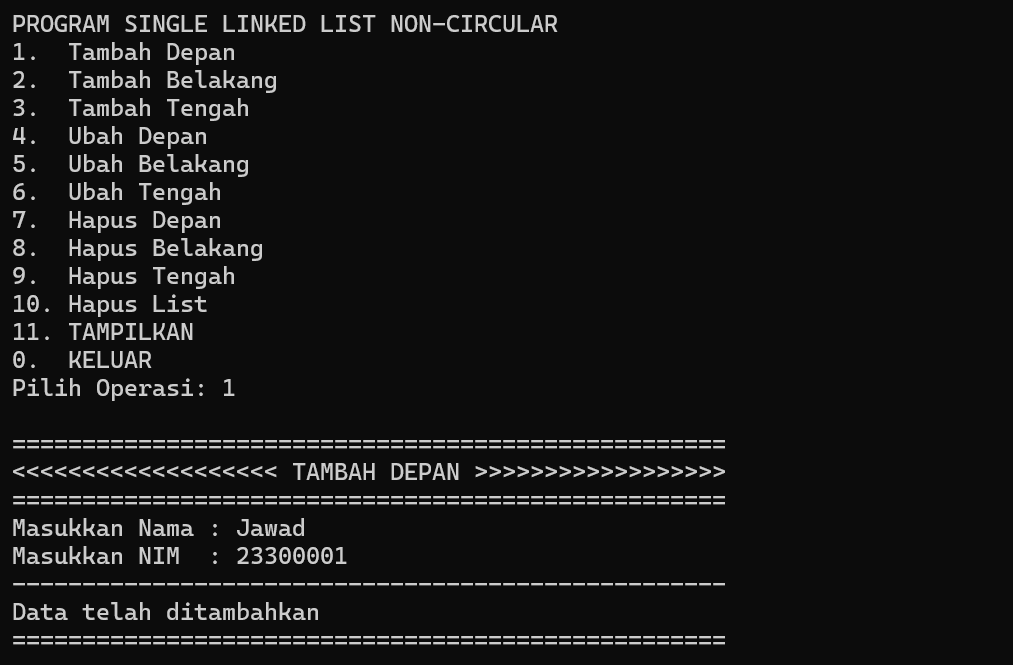 PROGRAM SINGLE LINKED LIST NON-CIRCULAR
1.  Tambah Depan
2.  Tambah Belakang
3.  Tambah Tengah
4.  Ubah Depan
5.  Ubah Belakang
6.  Ubah Tengah
7.  Hapus Depan
8.  Hapus Belakang
9.  Hapus Tengah
10. Hapus List
11. TAMPILKAN
0.  KELUAR
Pilih Operasi: 1

===================================================
<<<<<<<<<<<<<<<<<<< TAMBAH DEPAN >>>>>>>>>>>>>>>>>>
===================================================
Masukkan Nama : Jawad
Masukkan NIM  : 23300001
---------------------------------------------------
Data telah ditambahkan
===================================================